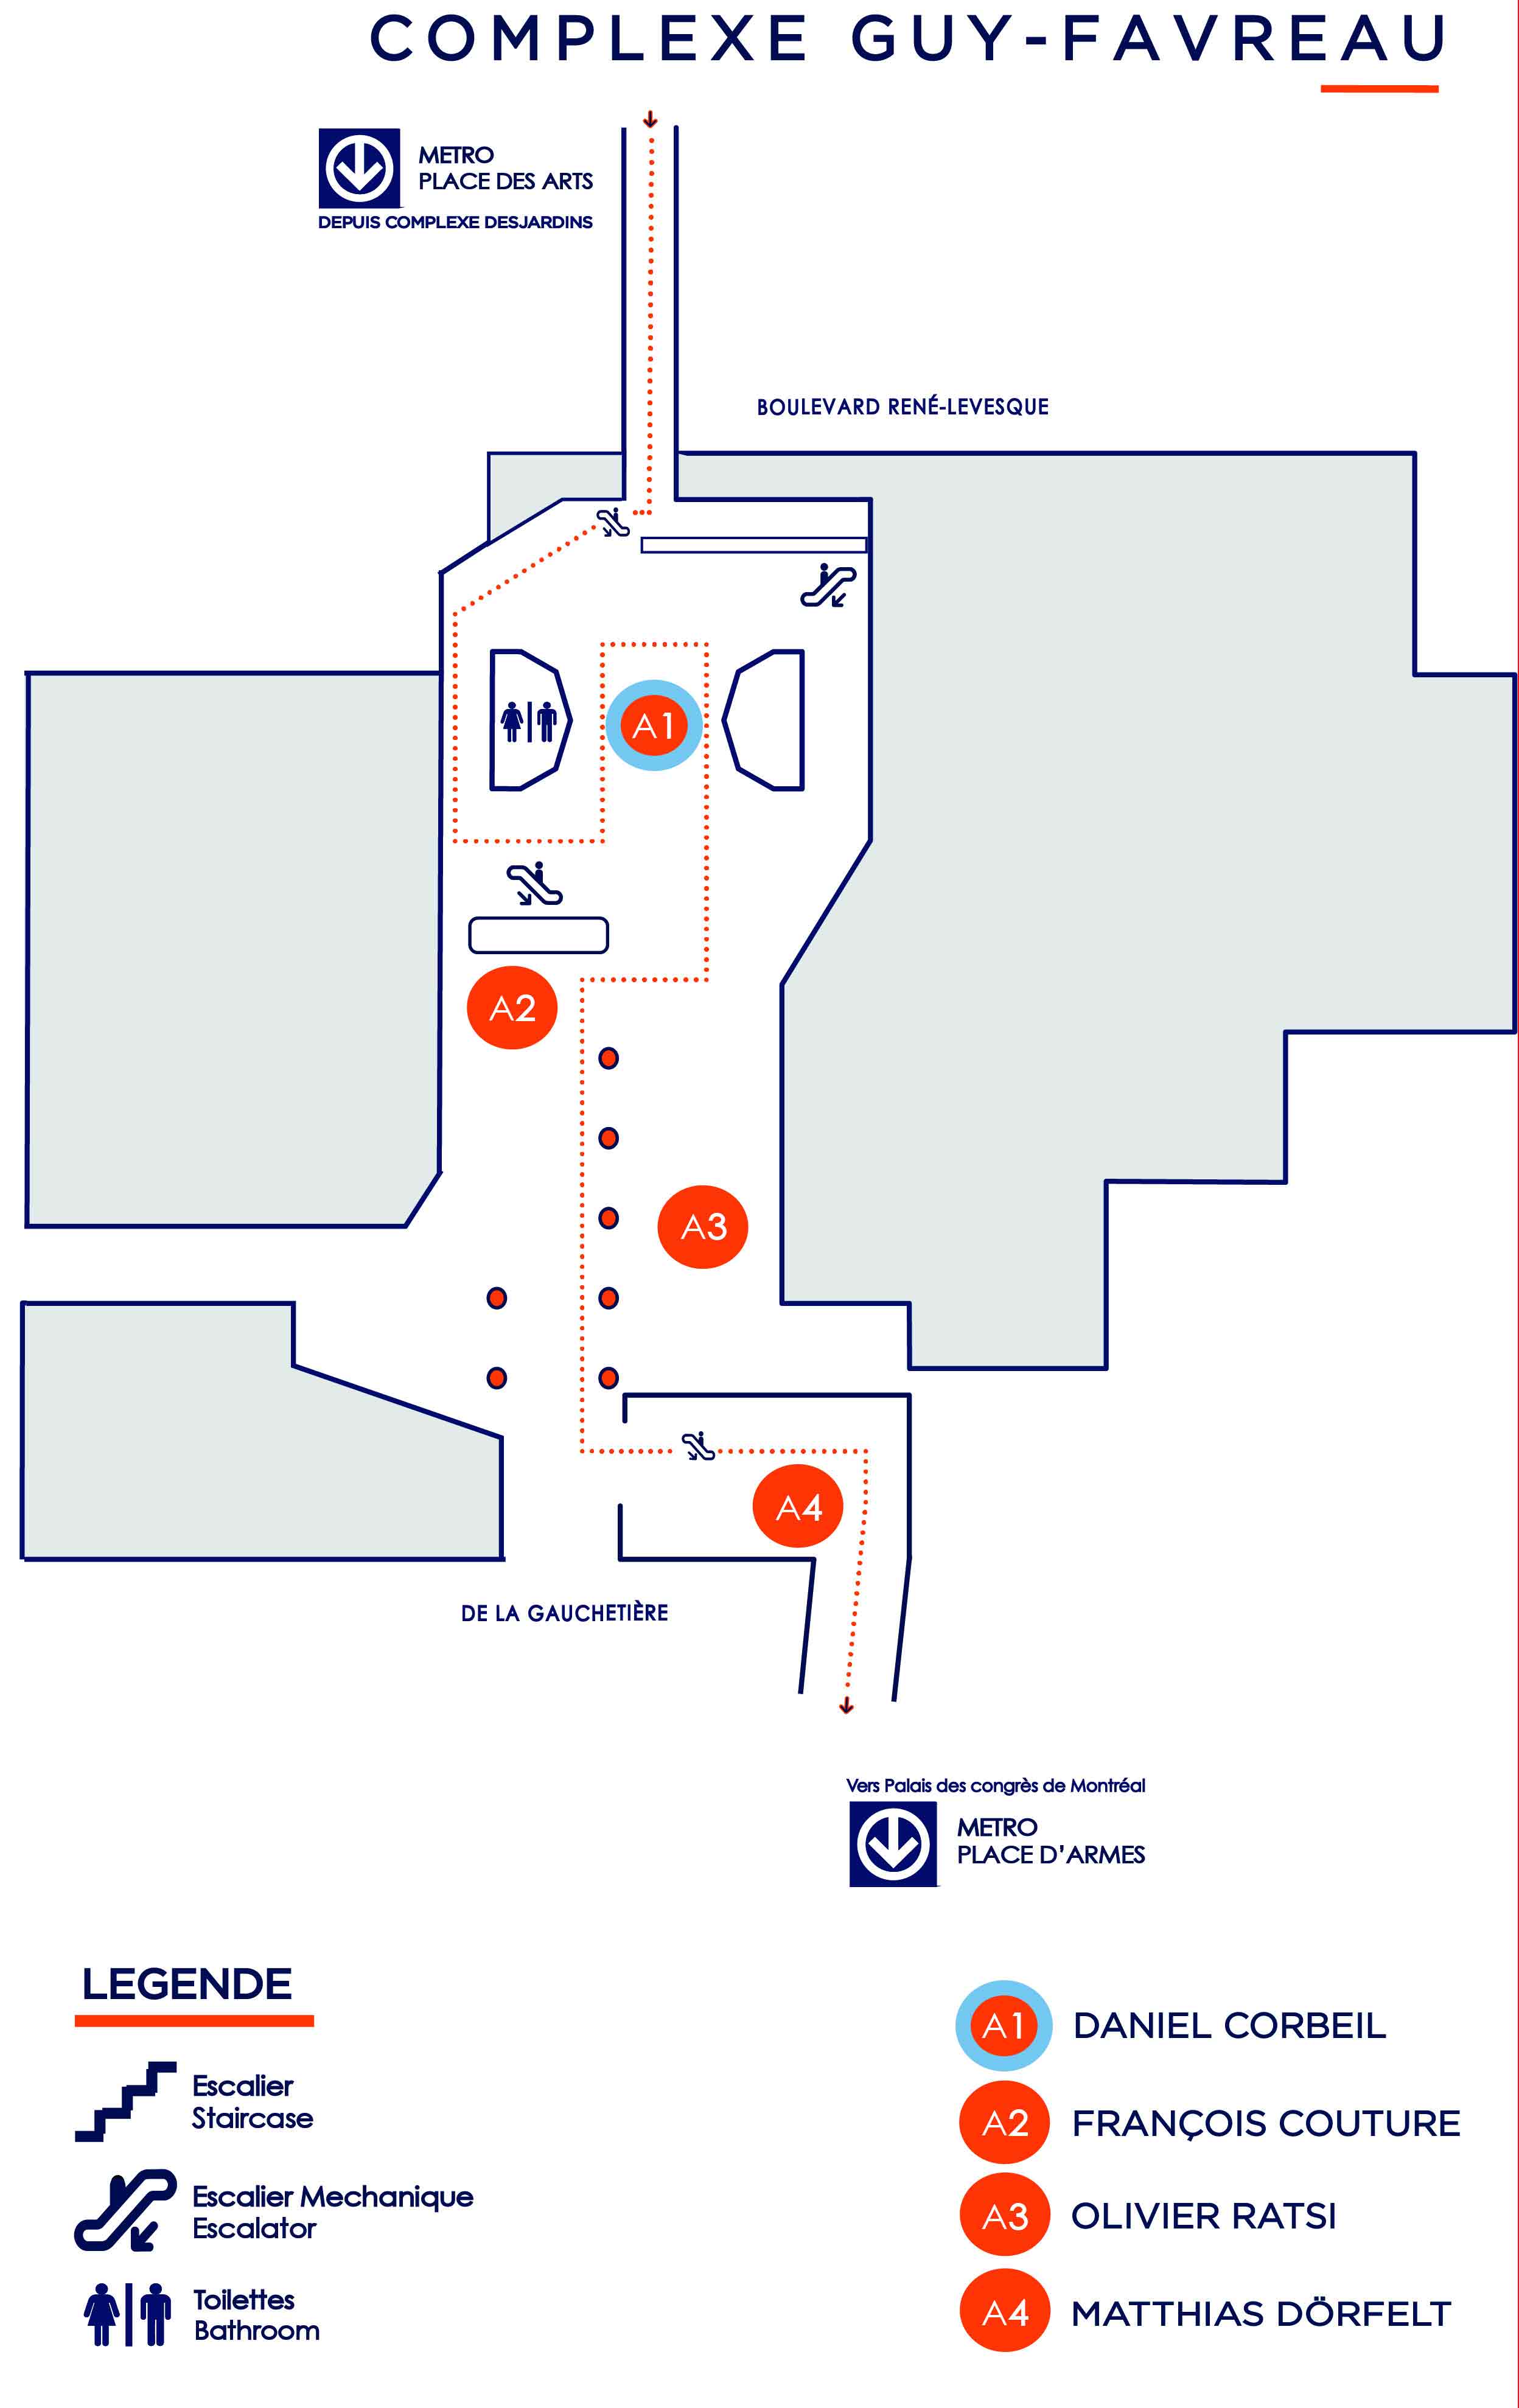 COMPLEXE GUY-FAVREAU
METRO
PLACE DES ARTS
DEPUIS COMPLEXE DESJARDINS
BOULEVARD RENÉ-LEVESQUE
A1
A2
A3
A4
DE LA GAUCHETIÈRE
Vers Palais des congrès de Montréal
METRO
PLACE D'ARMES
LEGENDE
Escalier
Staircase
Escalier Mechanique
Escalator
Toilettes
Bathroom
A1 DANIEL CORBEIL
A2 FRANÇOIS COUTURE
A3 OLIVIER RATSI
A4 MATTHIAS DÖRFELT